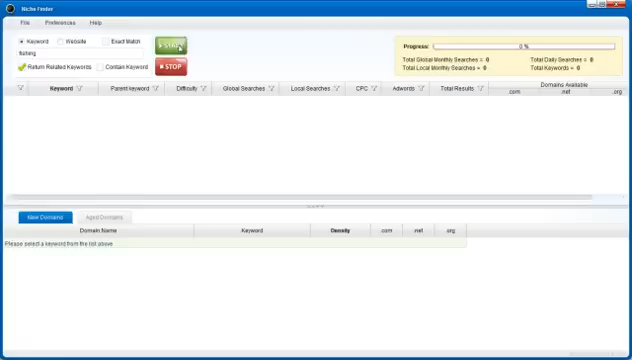 Niche Finder
File Preferences Help
Keyword Website Exact Match
fishing
Return Related Keywords Contain Keyword
START
STOP
Progress: 0 %
Total Global Monthly Searches = 0 Total Daily Searches = 0
Total Local Monthly Searches = 0 Total Keywords = 0
Keyword Parent Keyword Difficulty Global Searches Local Searches CPC Adwords Total Results Domains Available
.com .net .org
New Domains Aged Domains
Domain Name Keyword Density .com .net .org
Please select a keyword from the list above